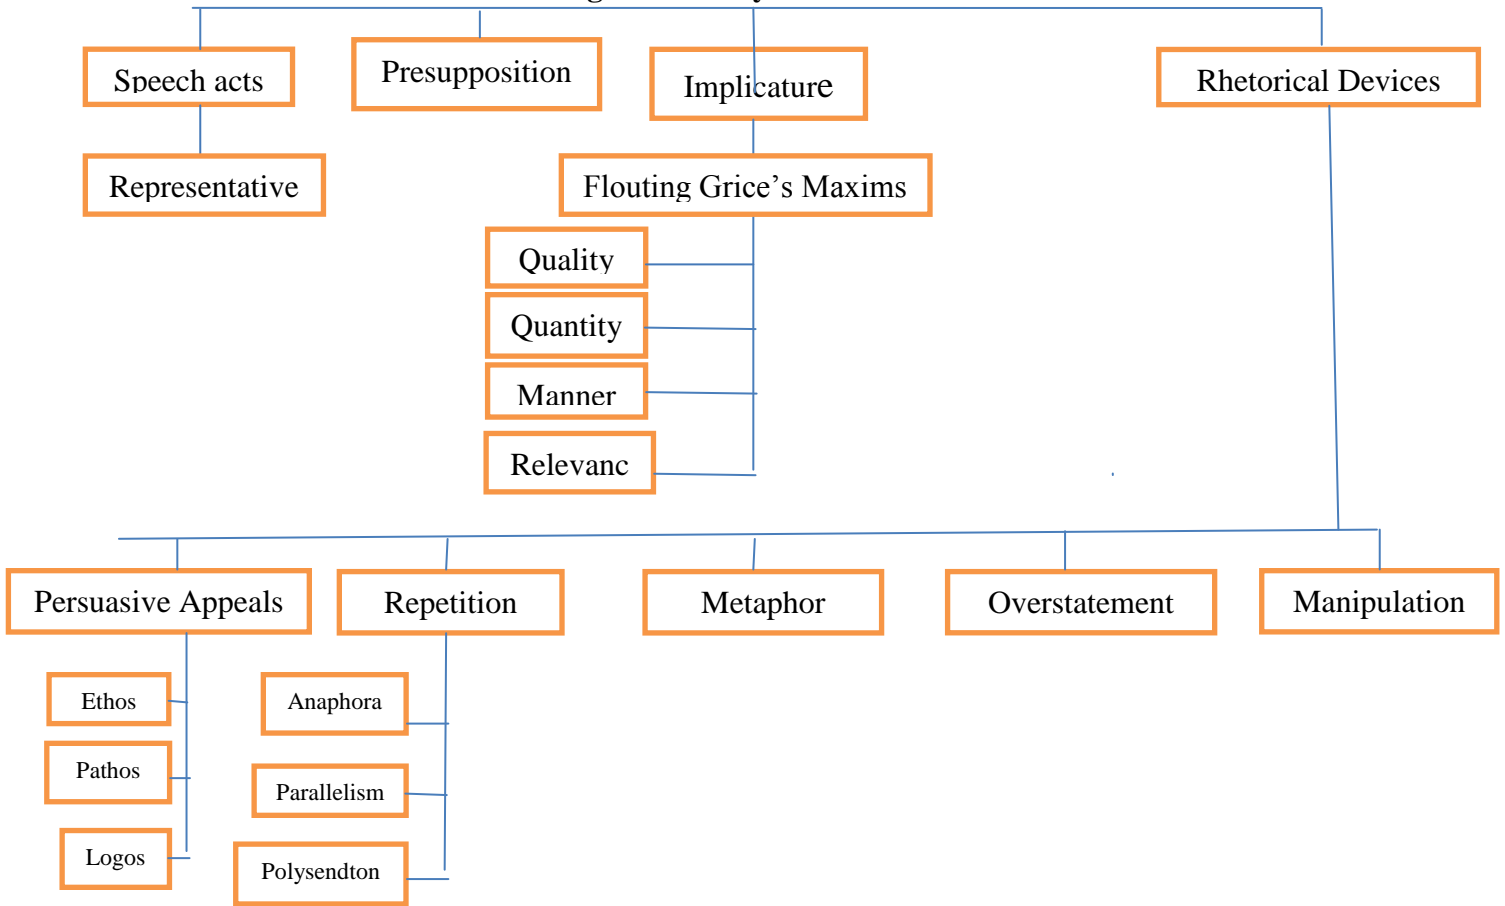 Speech acts
Presupposition
Implicature
Rhetorical Devices
Representative
Flouting Grice’s Maxims
Quality
Quantity
Manner
Relevanc
Persuasive Appeals
Repetition
Metaphor
Overstatement
Manipulation
Ethos
Anaphora
Pathos
Parallelism
Logos
Polysendton